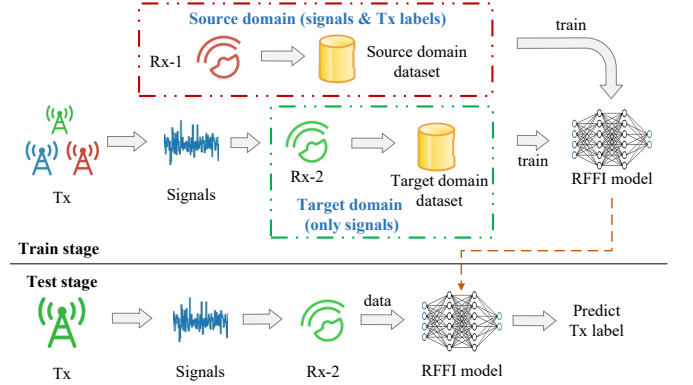 Source domain (signals & Tx labels)
train
Rx-1
Source domain
dataset
Tx
Signals
Rx-2
Target domain
dataset
Target domain
(only signals)
train
RFFI model
Train stage
Test stage
Tx
Signals
Rx-2
data
RFFI model
Predict
Tx label